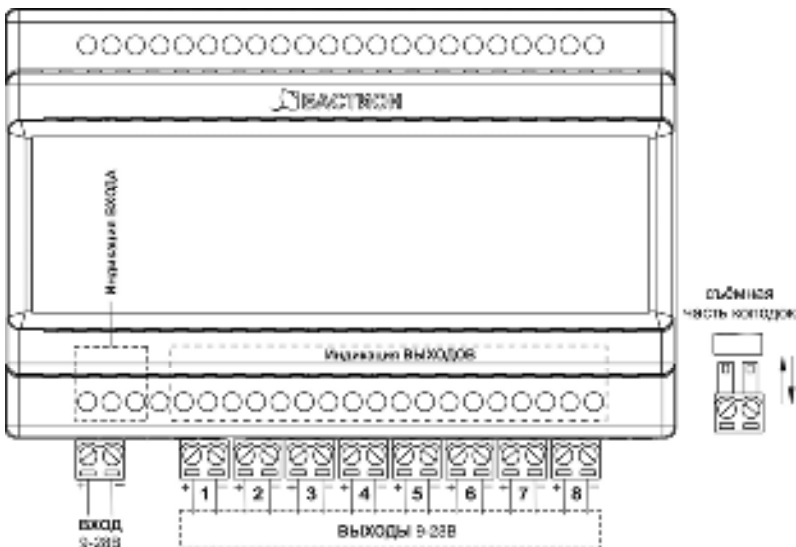 БАСТИОН
Индикация ВХОДА
съёмная
часть колодок
Индикация ВЫХОДОВ
+ − + − + − + − + − + − + − + − + −
1 2 3 4 5 6 7 8
ВХОД
9-28В
ВЫХОДЫ 9-28В